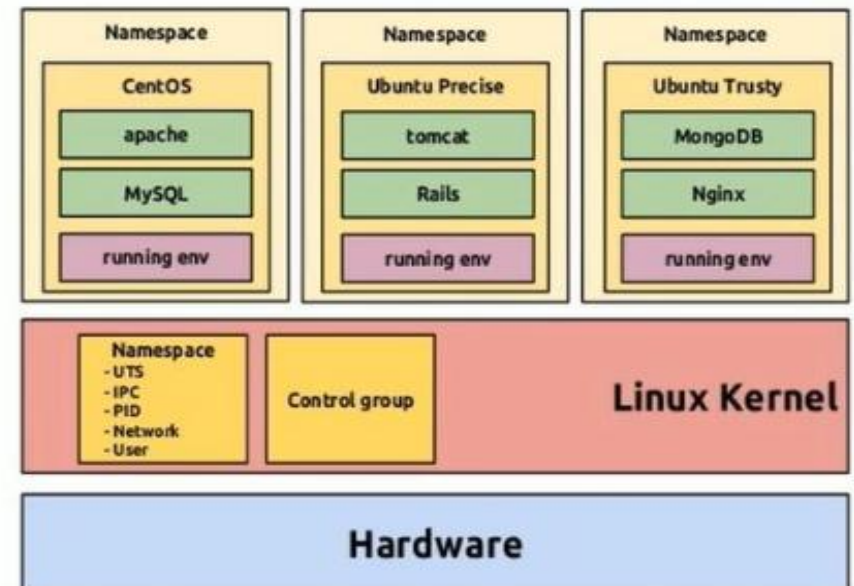 Namespace
CentOS
apache
MySQL
running env
Namespace
Ubuntu Precise
tomcat
Rails
running env
Namespace
Ubuntu Trusty
MongoDB
Nginx
running env
Namespace
- UTS
- IPC
- PID
- Network
- User
Control group
Linux Kernel
Hardware